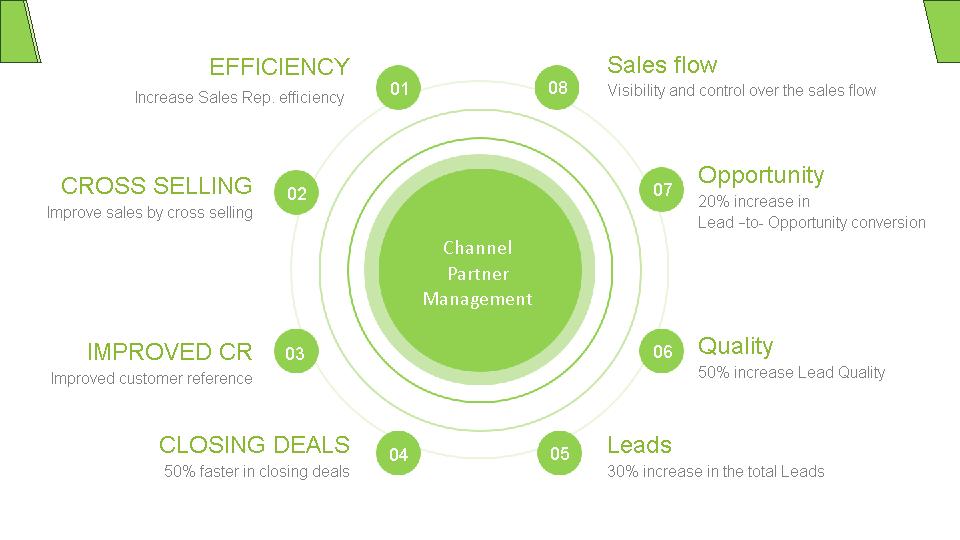 EFFICIENCY
Increase Sales Rep. efficiency
01
CROSS SELLING
Improve sales by cross selling
02
IMPROVED CR
Improved customer reference
03
CLOSING DEALS
50% faster in closing deals
04
Channel
Partner
Management
08
Sales flow
Visibility and control over the sales flow
07
Opportunity
20% increase in
Lead –to- Opportunity conversion
06
Quality
50% increase Lead Quality
05
Leads
30% increase in the total Leads